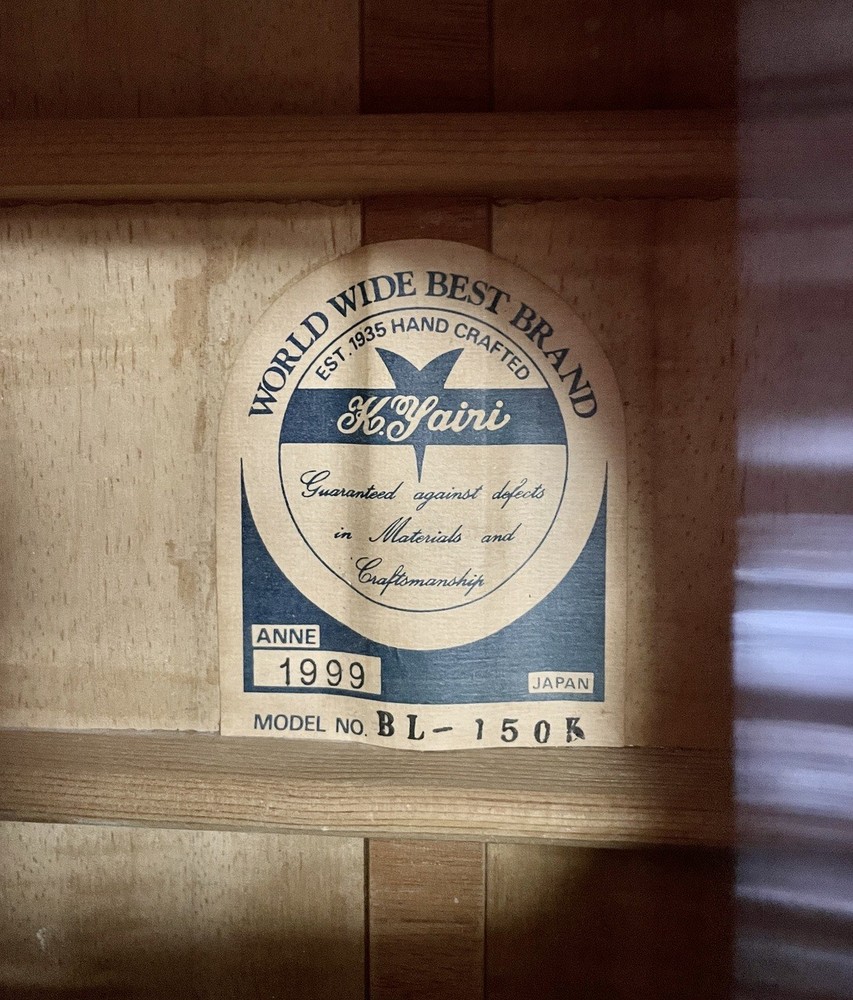 WORLD WIDE BEST BRAND
EST. 1935 HAND CRAFTED
K. Yairi
Guaranteed against defects
in Materials and
Craftsmanship
ANNE
1999
JAPAN
MODEL NO. BL-150K